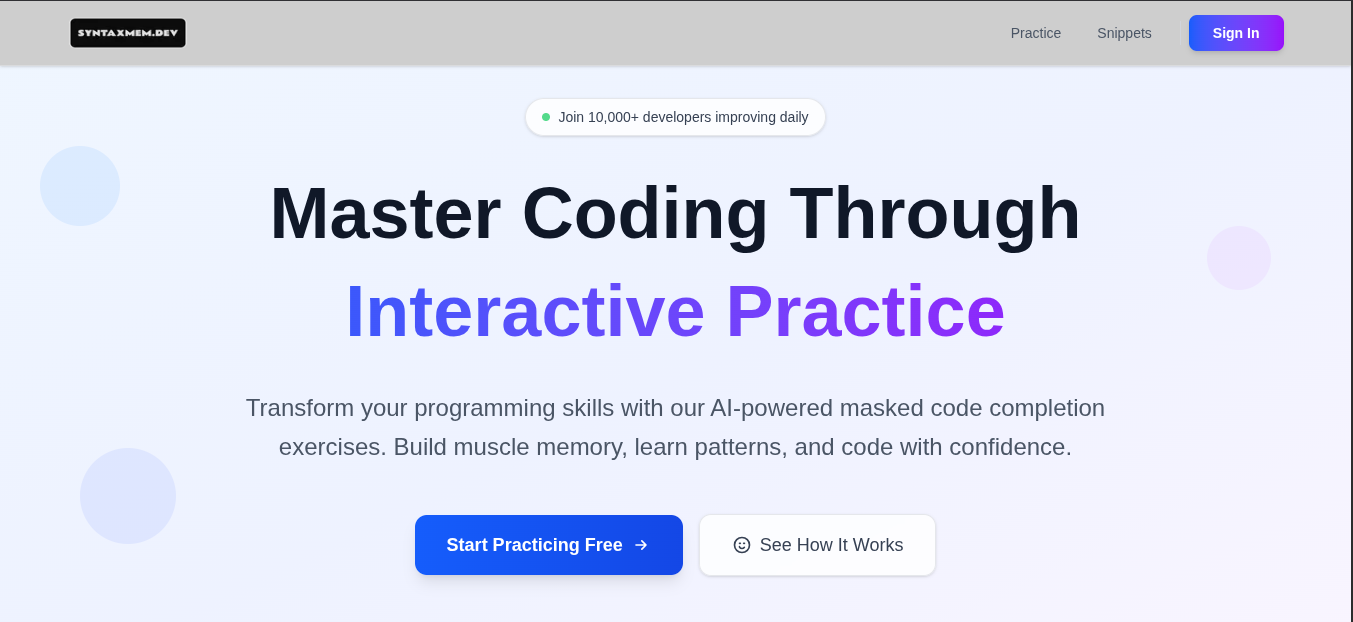 SYNTAXMEM.DEV
Practice
Snippets
Sign In
Join 10,000+ developers improving daily
Master Coding Through
Interactive Practice
Transform your programming skills with our AI-powered masked code completion
exercises. Build muscle memory, learn patterns, and code with confidence.
Start Practicing Free →
See How It Works